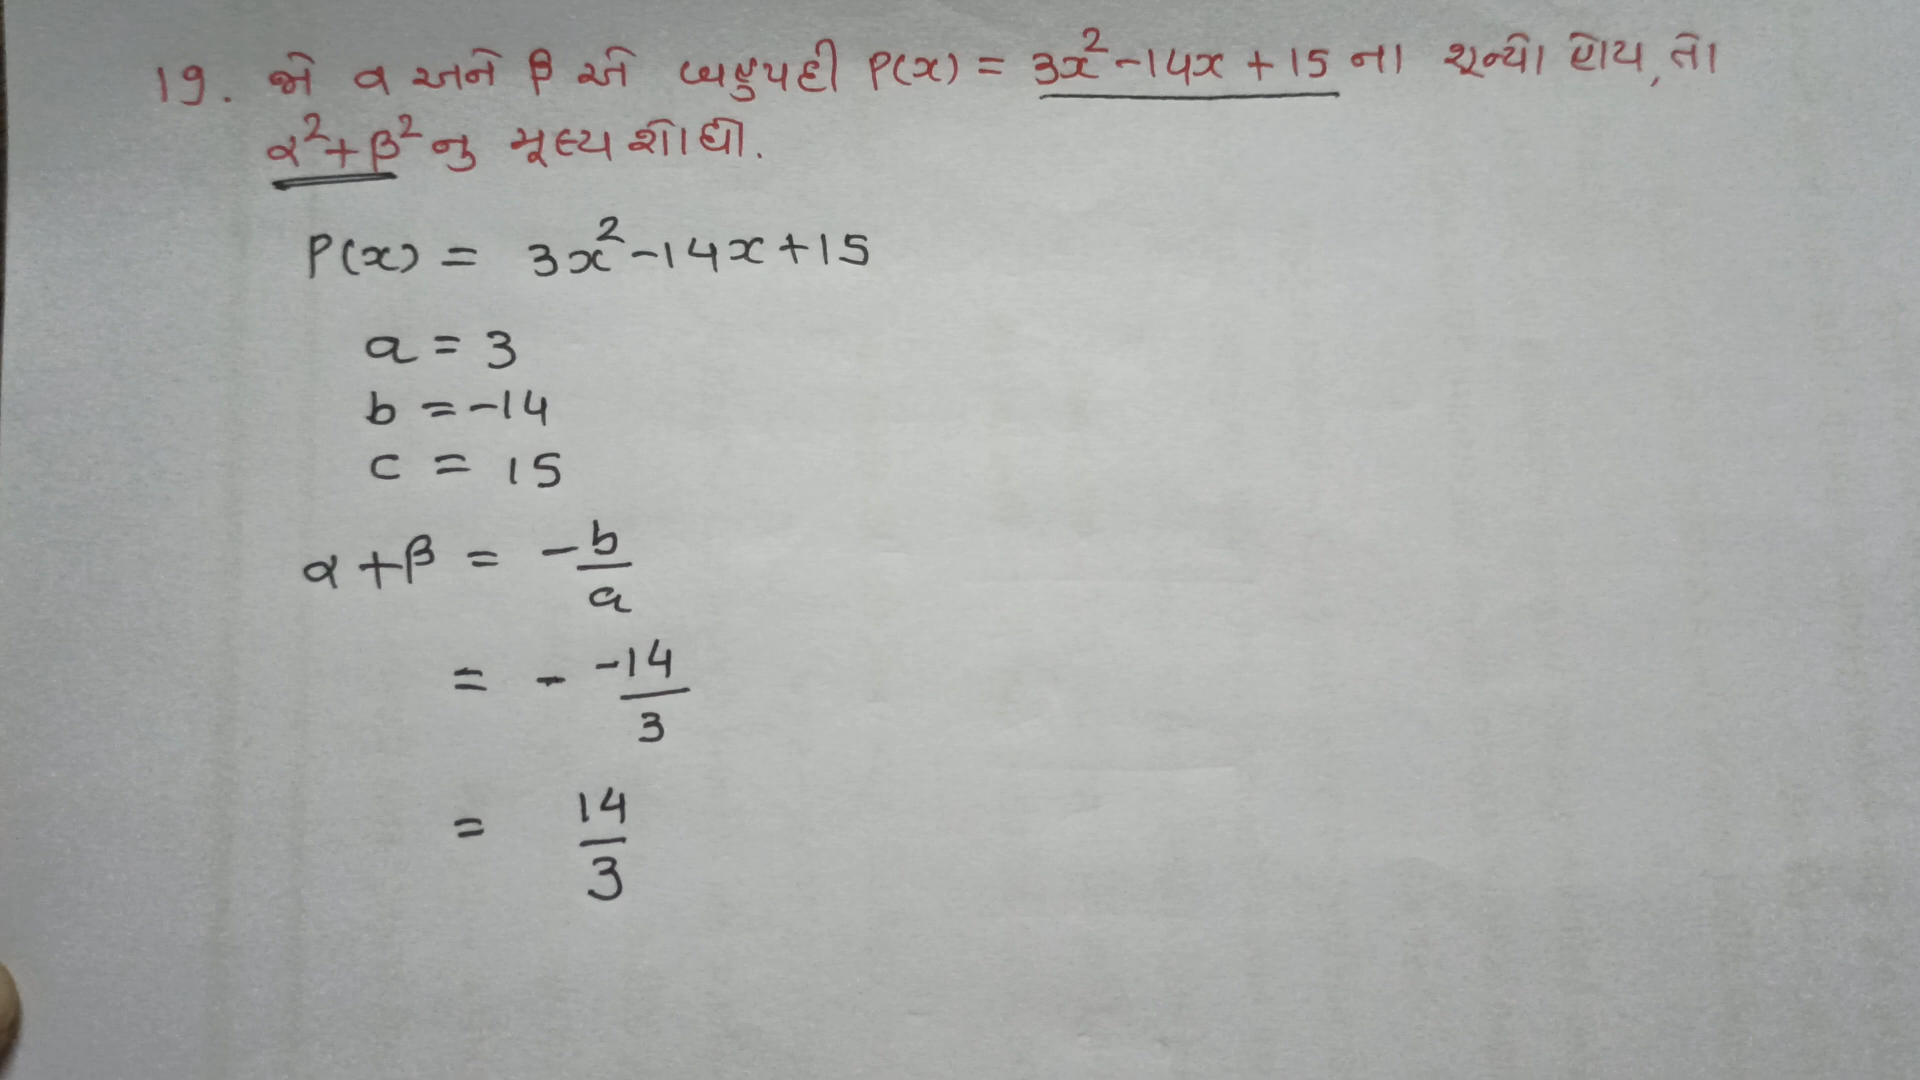 19. જો α અને β એ બહુપદી P(x) = 3x² - 14x + 15 ના શૂન્યો હોય, તો
α² + β² નુ મૂલ્ય શોધો.
P(x) = 3x² - 14x + 15
a = 3
b = -14
c = 15
α + β = - b/a
= - -14/3
= 14/3